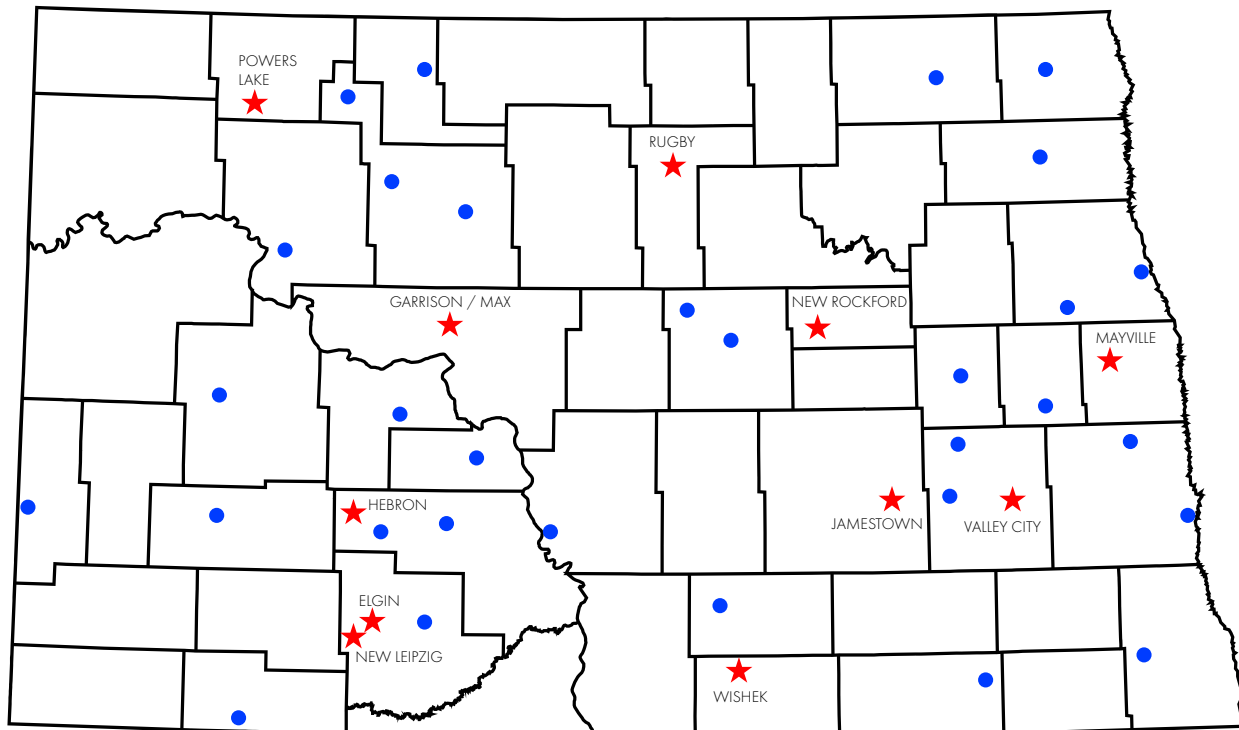 POWERS
LAKE
RUGBY
GARRISON / MAX
NEW ROCKFORD
MAYVILLE
HEBRON
JAMESTOWN
VALLEY CITY
ELGIN
NEW LEIPZIG
WISHEK